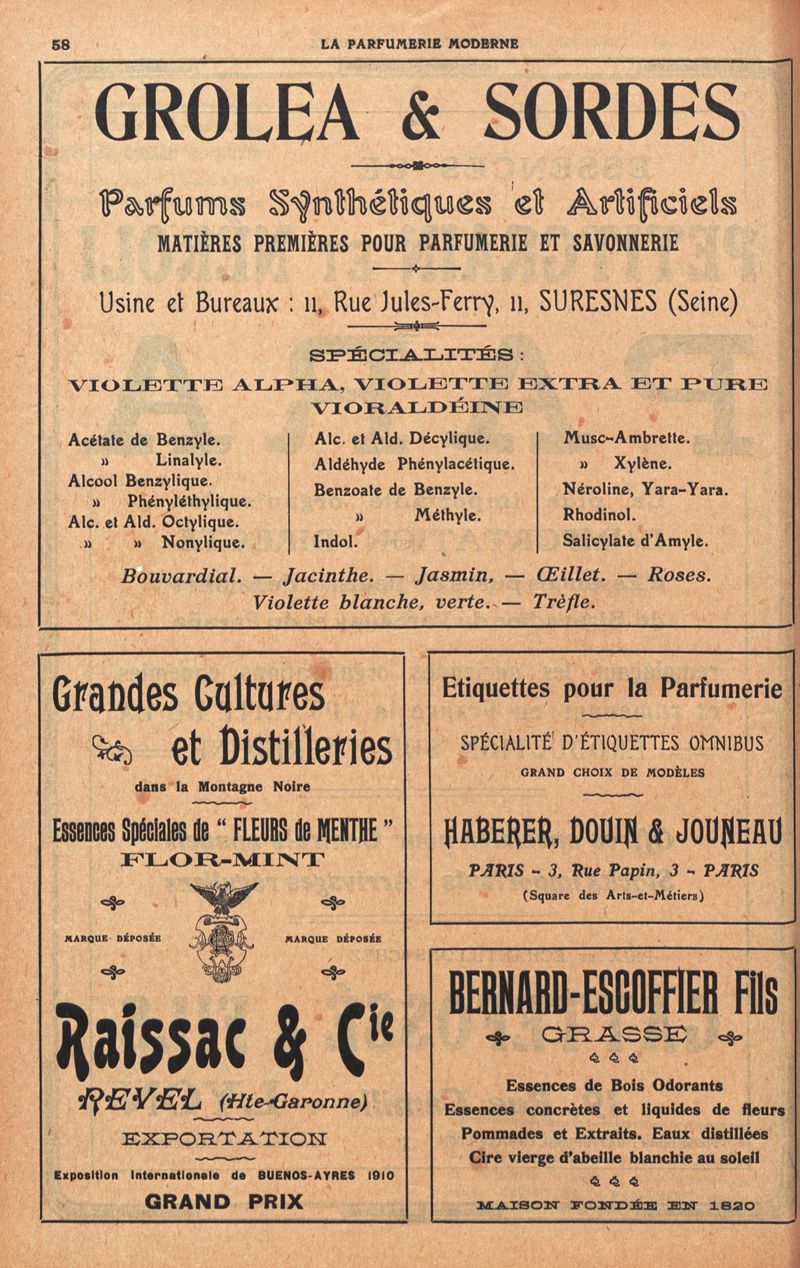 58
LA PARFUMERIE MODERNE
GROLEA & SORDES
Parfums Synthétiques et Artificiels
MATIÈRES PREMIÈRES POUR PARFUMERIE ET SAVONNERIE
Usine et Bureaux : 11, Rue Jules-Ferry, 11, SURESNES (Seine)
SPÉCIALITÉS :
VIOLETTE ALPHA, VIOLETTE EXTRA ET PURE
VIORALDÉINE
Acétate de Benzyle.
» Linalyle.
Alcool Benzylique.
» Phényléthylique.
Alc. et Ald. Octylique.
» » Nonylique.
Alc. et Ald. Décylique.
Aldéhyde Phénylacétique.
Benzoate de Benzyle.
» Méthyle.
Indol.
Musc-Ambrette.
» Xylène.
Néroline, Yara-Yara.
Rhodinol.
Salicylate d'Amyle.
Bouvardial. — Jacinthe. — Jasmin, — Œillet. — Roses.
Violette blanche, verte. — Trèfle.
Grandes Cultures
et Distilleries
dans la Montagne Noire
Essences Spéciales de “ FLEURS de MENTHE ”
FLOR-MINT
MARQUE DÉPOSÉE
MARQUE DÉPOSÉE
Raissac & Cie
REVEL (Hte-Garonne)
EXPORTATION
Exposition Internationale de BUENOS-AYRES 1910
GRAND PRIX
Etiquettes pour la Parfumerie
SPÉCIALITÉ D'ÉTIQUETTES OMNIBUS
GRAND CHOIX DE MODÈLES
HABERER, DOUIN & JOUNEAU
PARIS - 3, Rue Papin, 3 - PARIS
(Square des Arts-et-Métiers)
BERNARD-ESCOFFIER Fils
GRASSE
Essences de Bois Odorants
Essences concrètes et liquides de fleurs
Pommades et Extraits. Eaux distillées
Cire vierge d'abeille blanchie au soleil
MAISON FONDÉE EN 1820